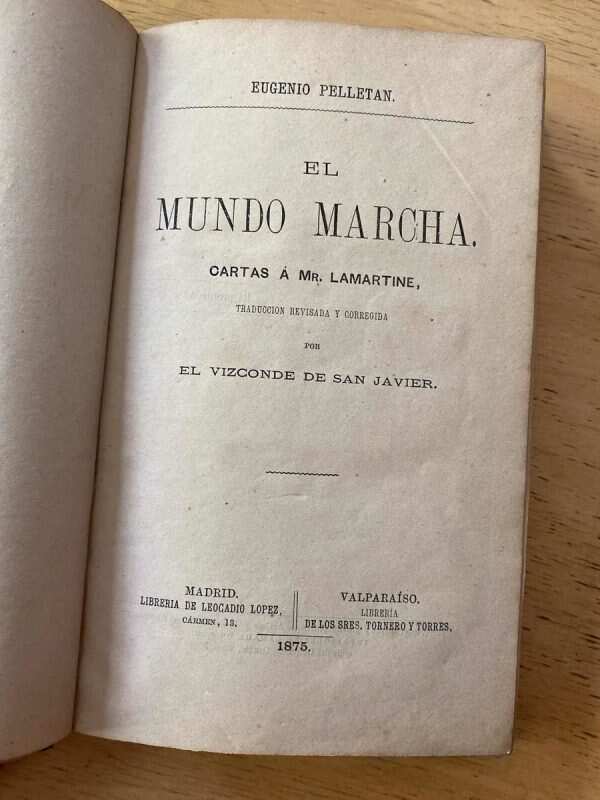 EUGENIO PELLETAN.
EL
MUNDO MARCHA.
CARTAS Á MR. LAMARTINE,
TRADUCCION REVISADA Y CORREGIDA
POR
EL VIZCONDE DE SAN JAVIER.
MADRID.
LIBRERIA DE LEOCADIO LOPEZ,
CÁRMEN, 13.
VALPARAÍSO.
LIBRERÍA
DE LOS SRES. TORNERO Y TORRES,
1875.